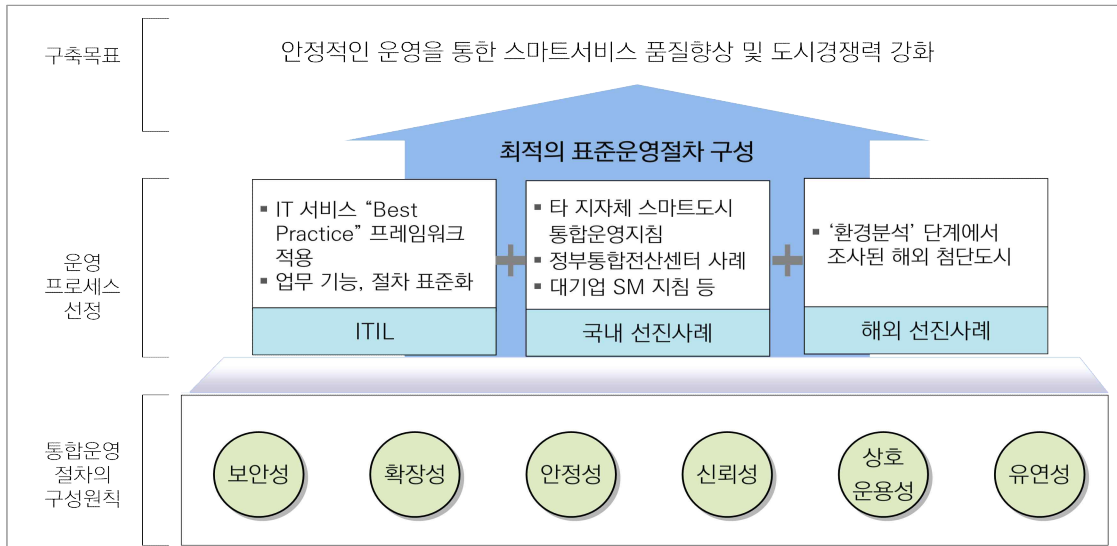 구축목표
안정적인 운영을 통한 스마트서비스 품질향상 및 도시경쟁력 강화
최적의 표준운영절차 구성
운영
프로세스
선정
▪ IT 서비스 “Best
Practice” 프레임워크
적용
▪ 업무 기능, 절차 표준화
ITIL
+
▪ 타 지자체 스마트도시
통합운영지침
▪ 정부통합전산센터 사례
▪ 대기업 SM 지침 등
국내 선진사례
+
▪ ‘환경분석’ 단계에서
조사된 해외 첨단도시
해외 선진사례
통합운영
절차의
구성원칙
보안성
확장성
안정성
신뢰성
상호
운용성
유연성